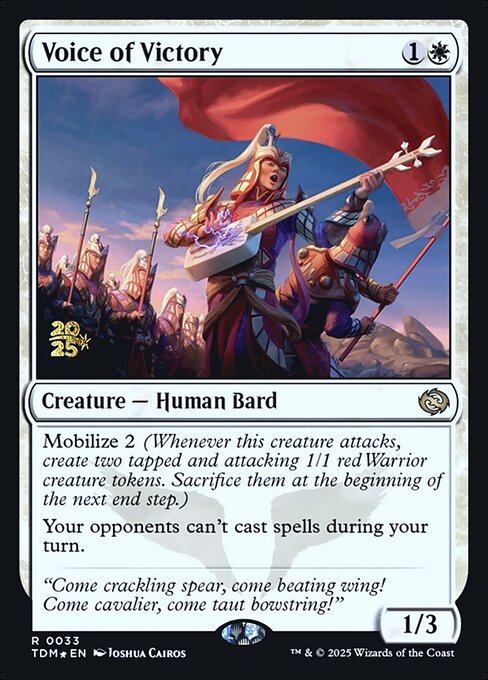 Voice of Victory 1
20
25
Creature — Human Bard
Mobilize 2 (Whenever this creature attacks,
create two tapped and attacking 1/1 red Warrior
creature tokens. Sacrifice them at the beginning of
the next end step.)
Your opponents can't cast spells during your
turn.
“Come crackling spear, come beating wing!
Come cavalier, come taut bowstring!”
1/3
R 0033
TDM★EN Joshua Cairos
™ & © 2025 Wizards of the Coast